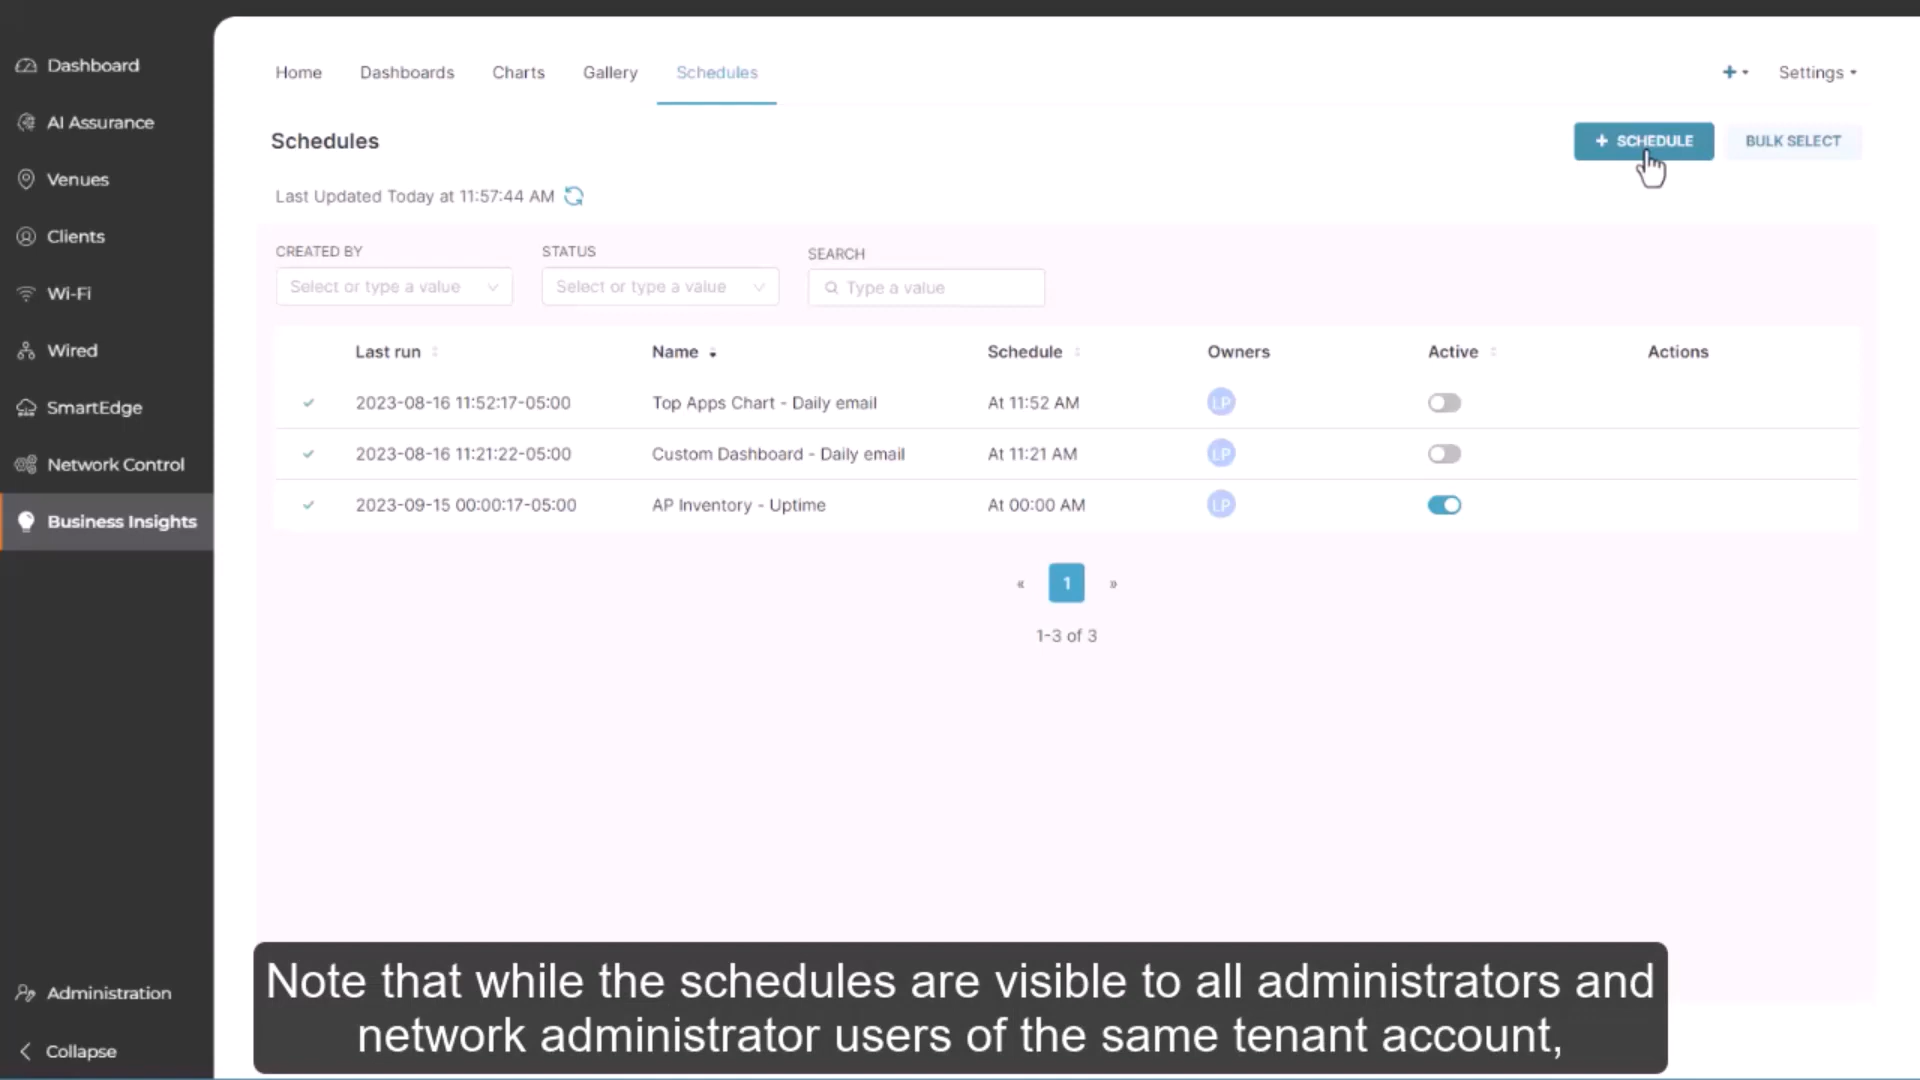 Dashboard
AI Assurance
Venues
Clients
Wi-Fi
Wired
SmartEdge
Network Control
Business Insights
Administration
Collapse
Home Dashboards Charts Gallery Schedules
+ Settings
Schedules
+ SCHEDULE BULK SELECT
Last Updated Today at 11:57:44 AM
CREATED BY STATUS SEARCH
Select or type a value Select or type a value Type a value
Last run Name Schedule Owners Active Actions
2023-08-16 11:52:17-05:00 Top Apps Chart - Daily email At 11:52 AM LP
2023-08-16 11:21:22-05:00 Custom Dashboard - Daily email At 11:21 AM LP
2023-09-15 00:00:17-05:00 AP Inventory - Uptime At 00:00 AM LP
« 1 »
1-3 of 3
Note that while the schedules are visible to all administrators and
network administrator users of the same tenant account,